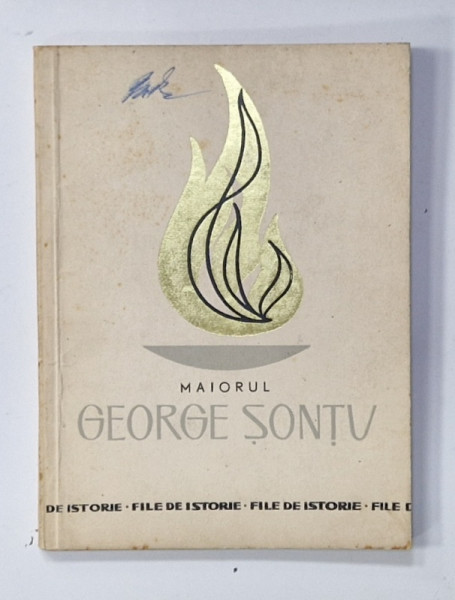 MAIORUL
GEORGE ȘONȚU
DE ISTORIE · FILE DE ISTORIE · FILE DE ISTORIE · FILE D